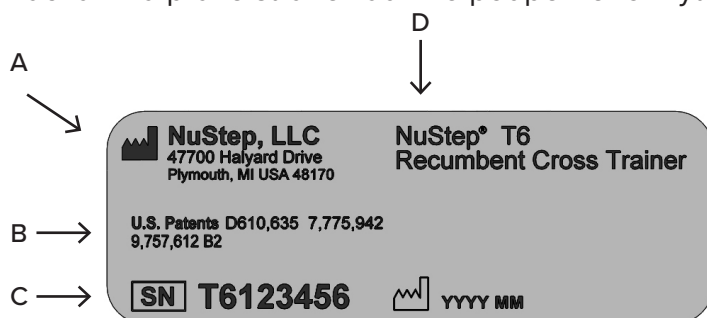 D
A
NuStep, LLC
47700 Halyard Drive
Plymouth, MI USA 48170
NuStep® T6
Recumbent Cross Trainer
B
U.S. Patents D610,635 7,775,942
9,757,612 B2
C
SN T6123456
YYYY MM